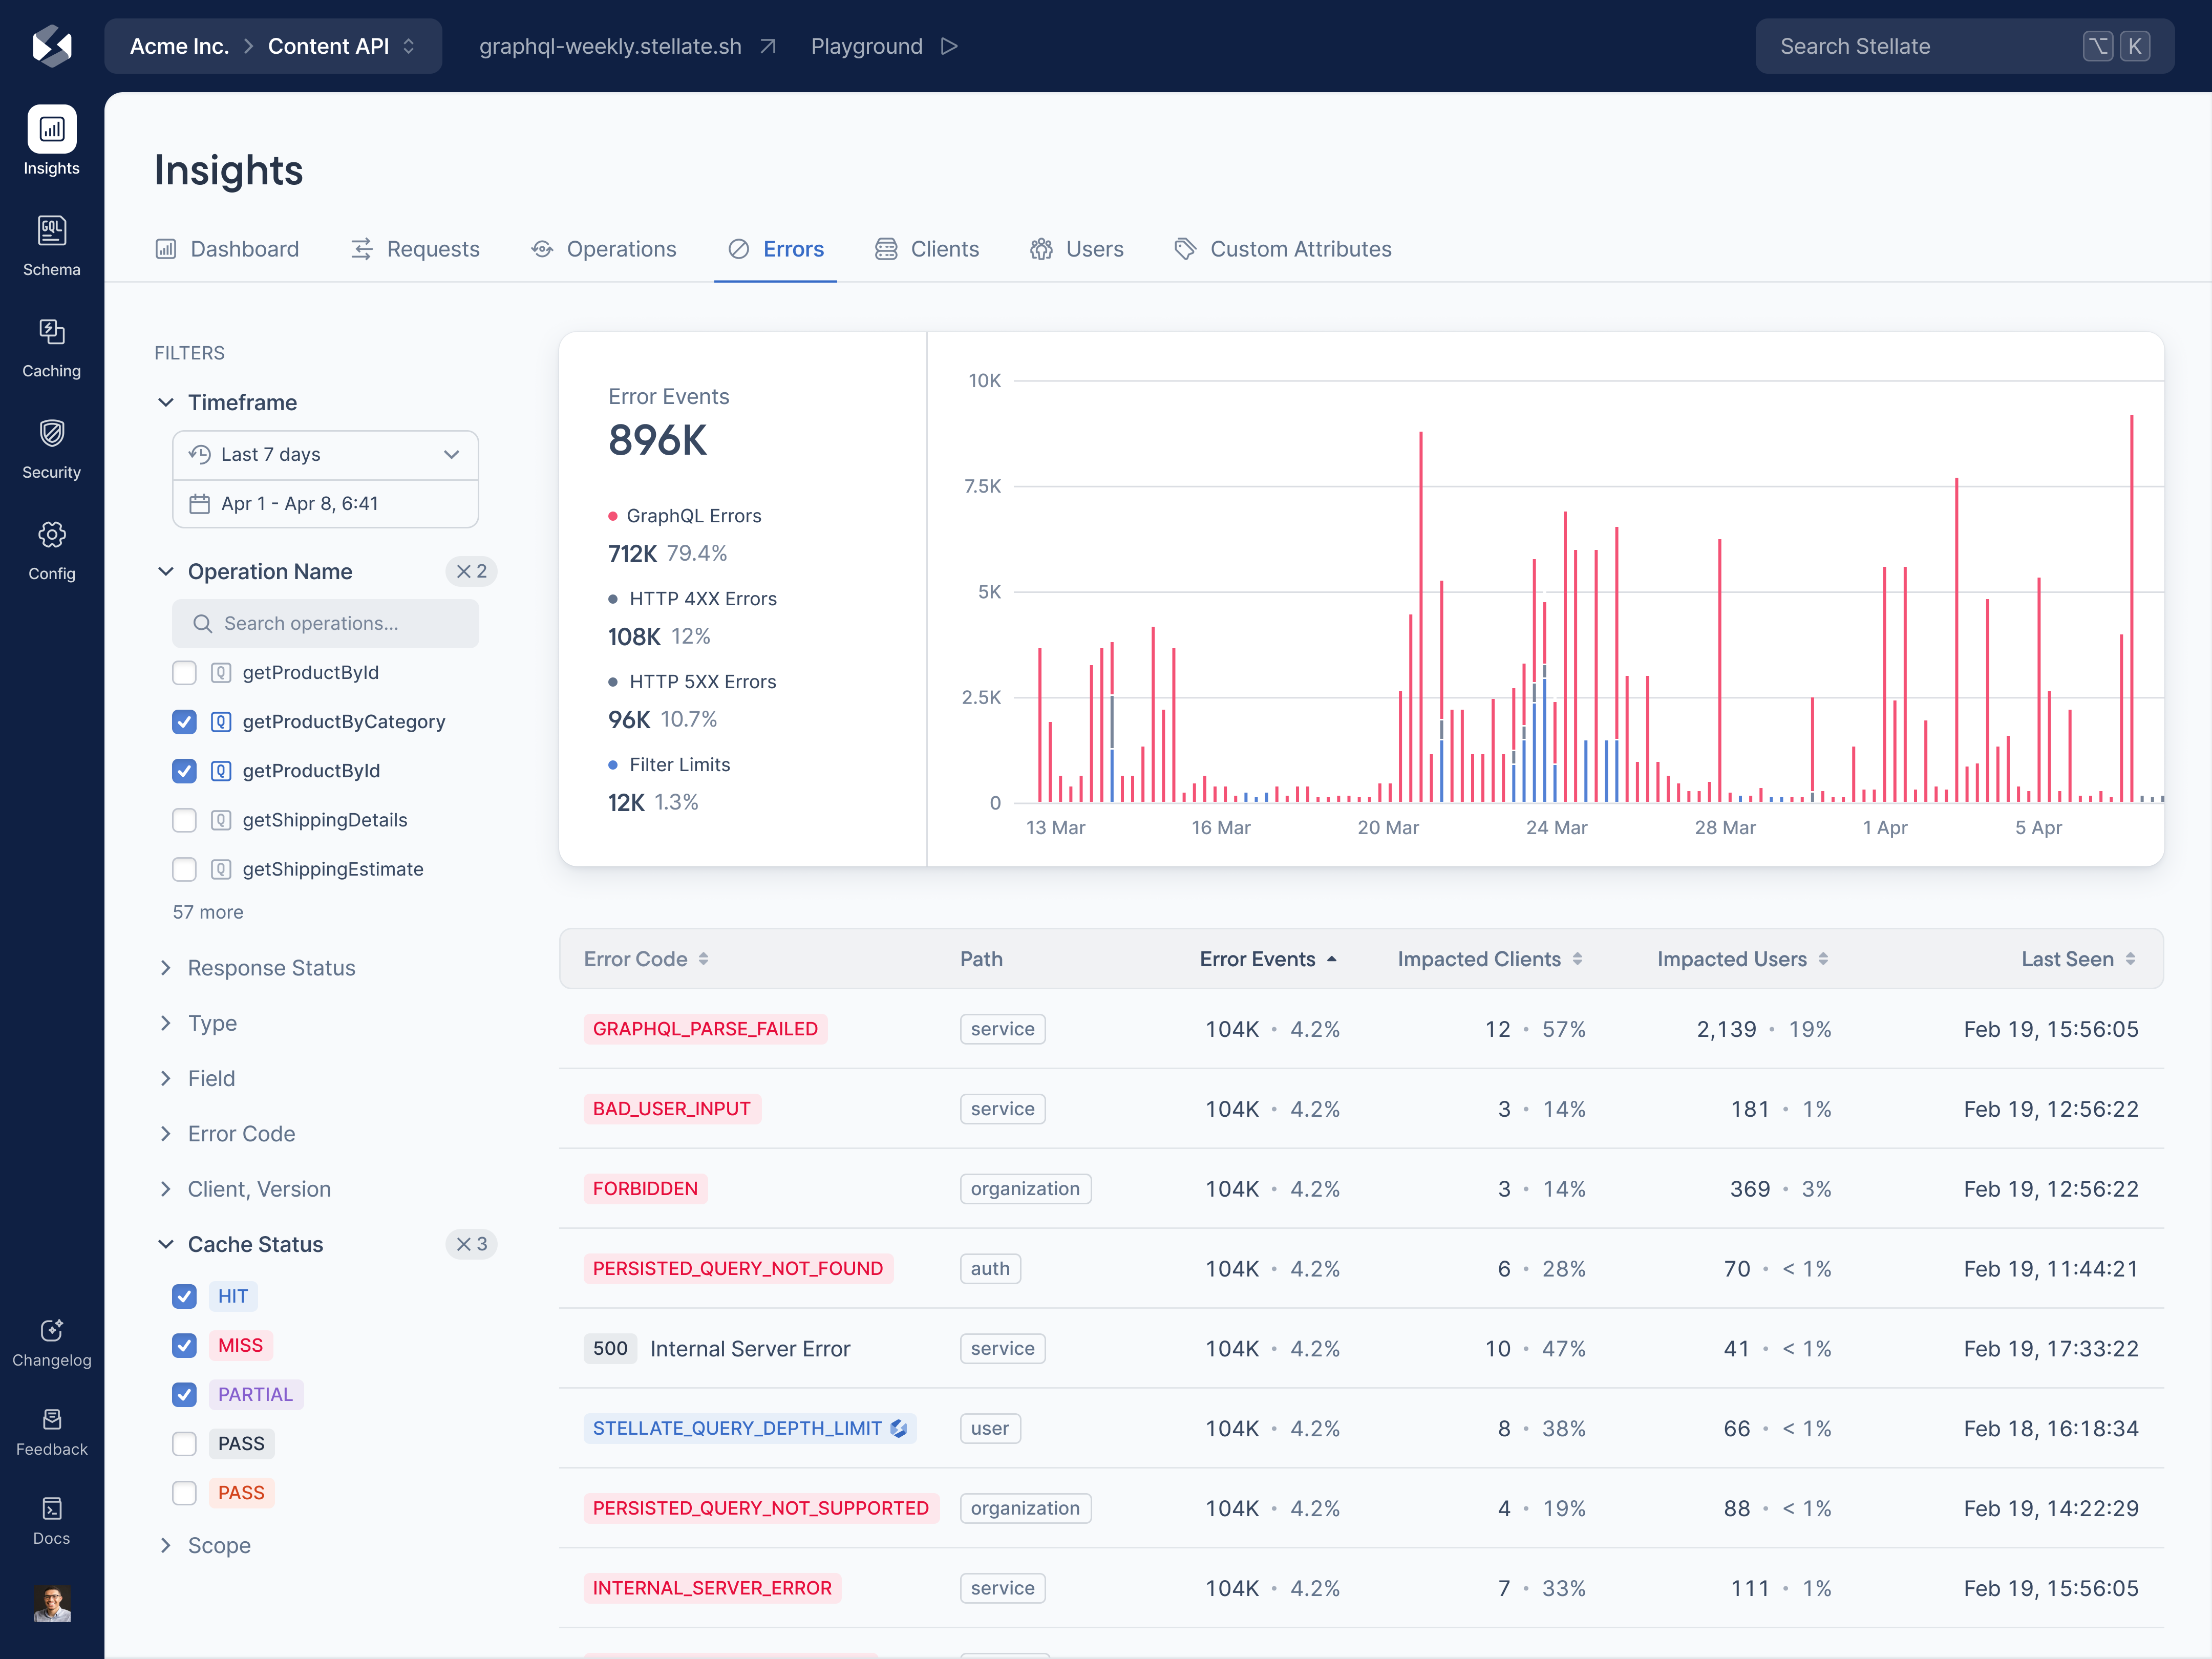 Acme Inc. > Content API
graphql-weekly.stellate.sh
Playground
Search Stellate
⌥ K
Insights
Schema
GQL
Caching
Security
Config
Changelog
Feedback
Docs
Insights
Dashboard
Requests
Operations
Errors
Clients
Users
Custom Attributes
FILTERS
Timeframe
Last 7 days
Apr 1 - Apr 8, 6:41
Operation Name
× 2
Search operations...
Q getProductById
Q getProductByCategory
Q getProductById
Q getShippingDetails
Q getShippingEstimate
57 more
Response Status
Type
Field
Error Code
Client, Version
Cache Status
× 3
HIT
MISS
PARTIAL
PASS
PASS
Scope
Error Events
896K
GraphQL Errors
712K 79.4%
HTTP 4XX Errors
108K 12%
HTTP 5XX Errors
96K 10.7%
Filter Limits
12K 1.3%
10K
7.5K
5K
2.5K
0
13 Mar 16 Mar 20 Mar 24 Mar 28 Mar 1 Apr 5 Apr
Error Code Path Error Events Impacted Clients Impacted Users Last Seen
GRAPHQL_PARSE_FAILED service 104K • 4.2% 12 • 57% 2,139 • 19% Feb 19, 15:56:05
BAD_USER_INPUT service 104K • 4.2% 3 • 14% 181 • 1% Feb 19, 12:56:22
FORBIDDEN organization 104K • 4.2% 3 • 14% 369 • 3% Feb 19, 12:56:22
PERSISTED_QUERY_NOT_FOUND auth 104K • 4.2% 6 • 28% 70 • < 1% Feb 19, 11:44:21
500 Internal Server Error service 104K • 4.2% 10 • 47% 41 • < 1% Feb 19, 17:33:22
STELLATE_QUERY_DEPTH_LIMIT user 104K • 4.2% 8 • 38% 66 • < 1% Feb 18, 16:18:34
PERSISTED_QUERY_NOT_SUPPORTED organization 104K • 4.2% 4 • 19% 88 • < 1% Feb 19, 14:22:29
INTERNAL_SERVER_ERROR service 104K • 4.2% 7 • 33% 111 • 1% Feb 19, 15:56:05